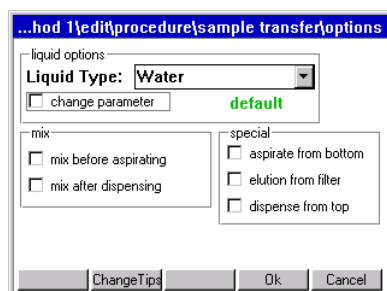 ...hod 1\edit\procedure\sample transfer\options
liquid options
Liquid Type: Water
change parameter default
mix
mix before aspirating
mix after dispensing
special
aspirate from bottom
elution from filter
dispense from top
ChangeTips Ok Cancel